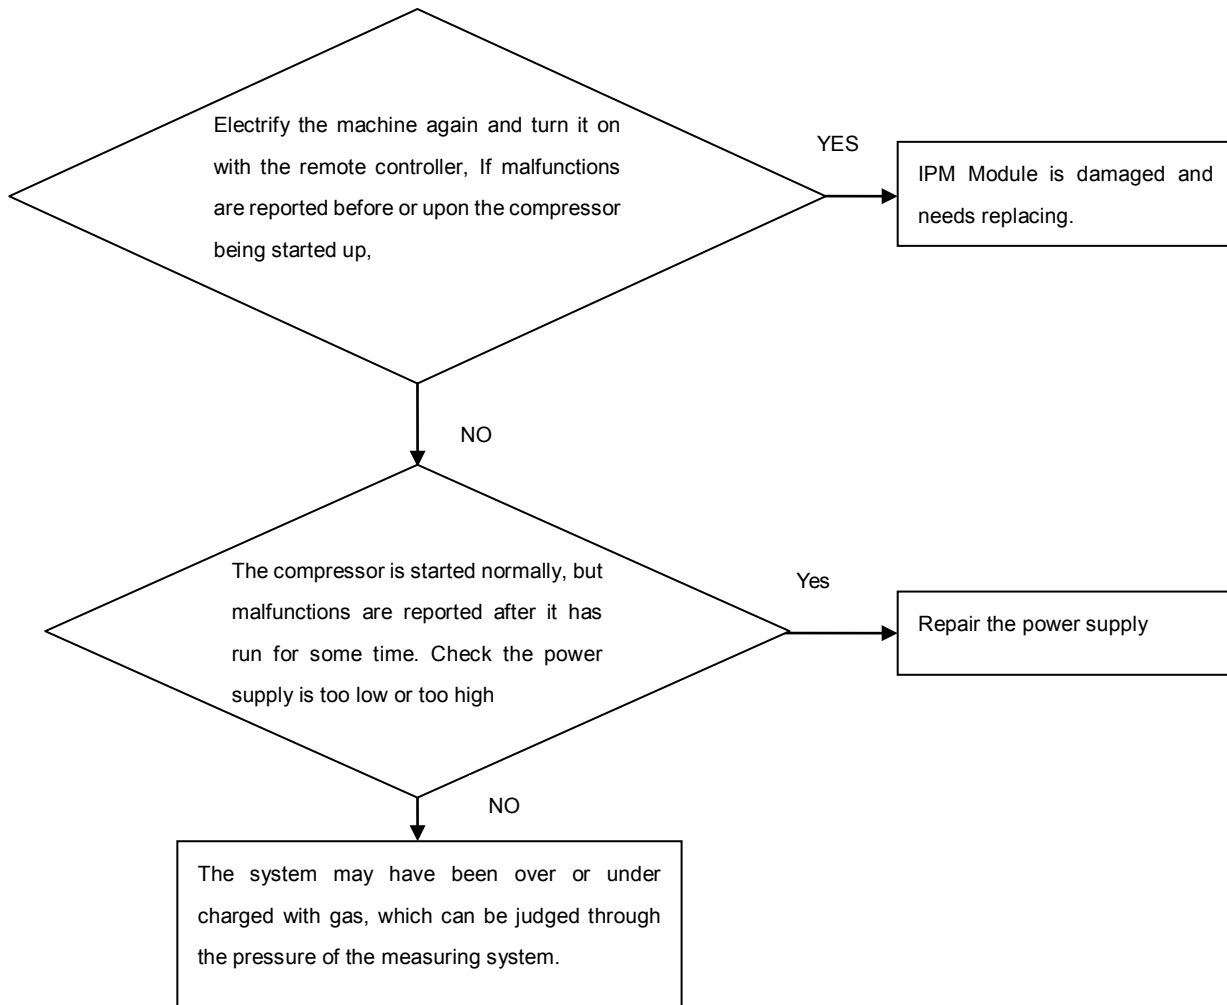 Electrify the machine again and turn it on
with the remote controller, If malfunctions
are reported before or upon the compressor
being started up,
YES
IPM Module is damaged and
needs replacing.
NO
The compressor is started normally, but
malfunctions are reported after it has
run for some time. Check the power
supply is too low or too high
Yes
Repair the power supply
NO
The system may have been over or under
charged with gas, which can be judged through
the pressure of the measuring system.